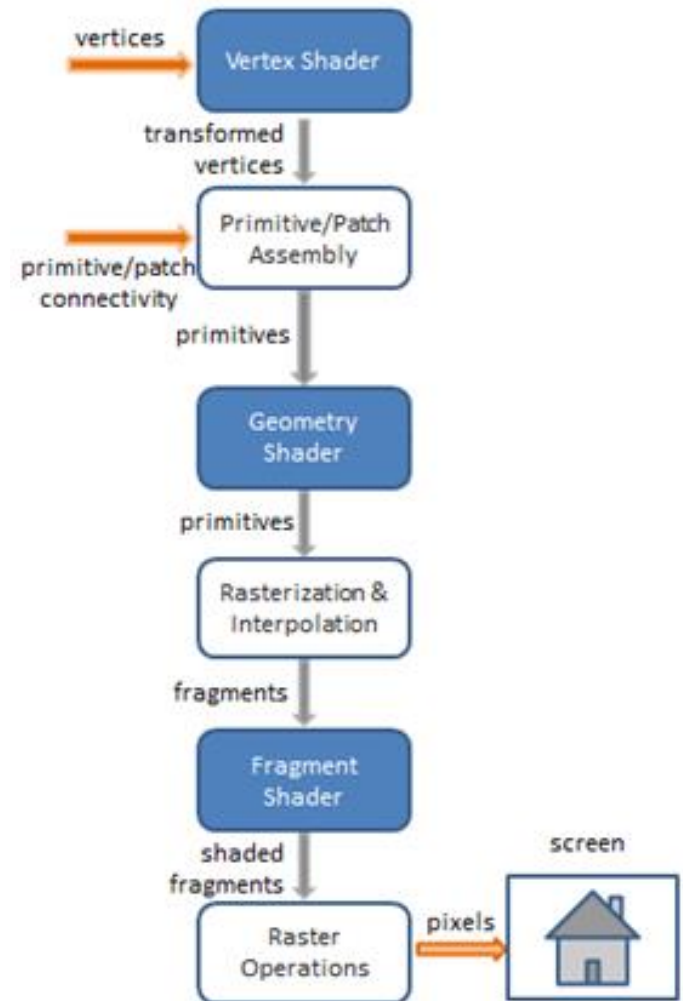 vertices
Vertex Shader
transformed
vertices
Primitive/Patch
Assembly
primitive/patch
connectivity
primitives
Geometry
Shader
primitives
Rasterization &
Interpolation
fragments
Fragment
Shader
shaded
fragments
screen
Raster
Operations
pixels